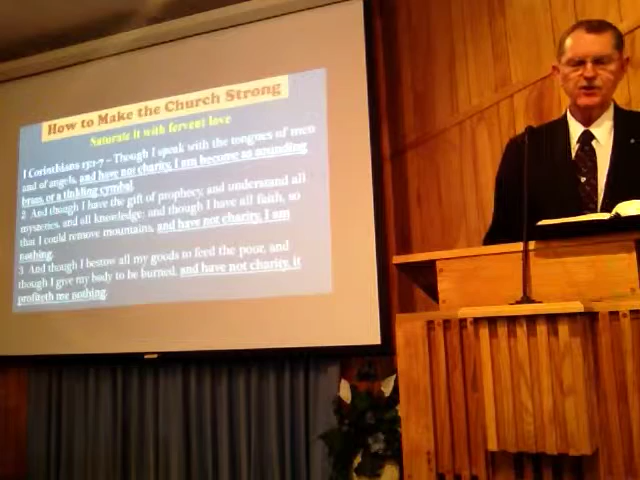 How to Make the Church Strong
Saturate it with fervent love
1 Corinthians 13:1-7 – Though I speak with the tongues of men
and of angels, and have not charity, I am become as sounding
brass, or a tinkling cymbal.
2 And though I have the gift of prophecy, and understand all
mysteries, and all knowledge; and though I have all faith, so
that I could remove mountains, and have not charity, I am
nothing.
3 And though I bestow all my goods to feed the poor, and
though I give my body to be burned, and have not charity, it
profiteth me nothing.